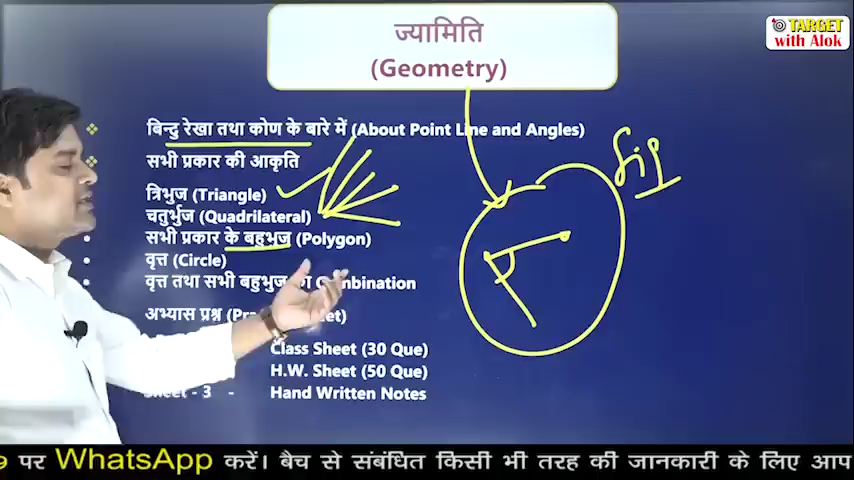 ज्यामिति
(Geometry)
TARGET
with Alok
बिन्दु रेखा तथा कोण के बारे में (About Point Line and Angles)
सभी प्रकार की आकृति
fig
त्रिभुज (Triangle)
चतुर्भुज (Quadrilateral)
सभी प्रकार के बहुभुज (Polygon)
वृत्त (Circle)
वृत्त तथा सभी बहुभुज का
अभ्यास प्रश्न
Class Sheet (30 Que)
H.W. Sheet (50 Que)
- 3 - Hand Written Notes
9 पर WhatsApp करें। बैच से संबंधित किसी भी तरह की जानकारी के लिए आप